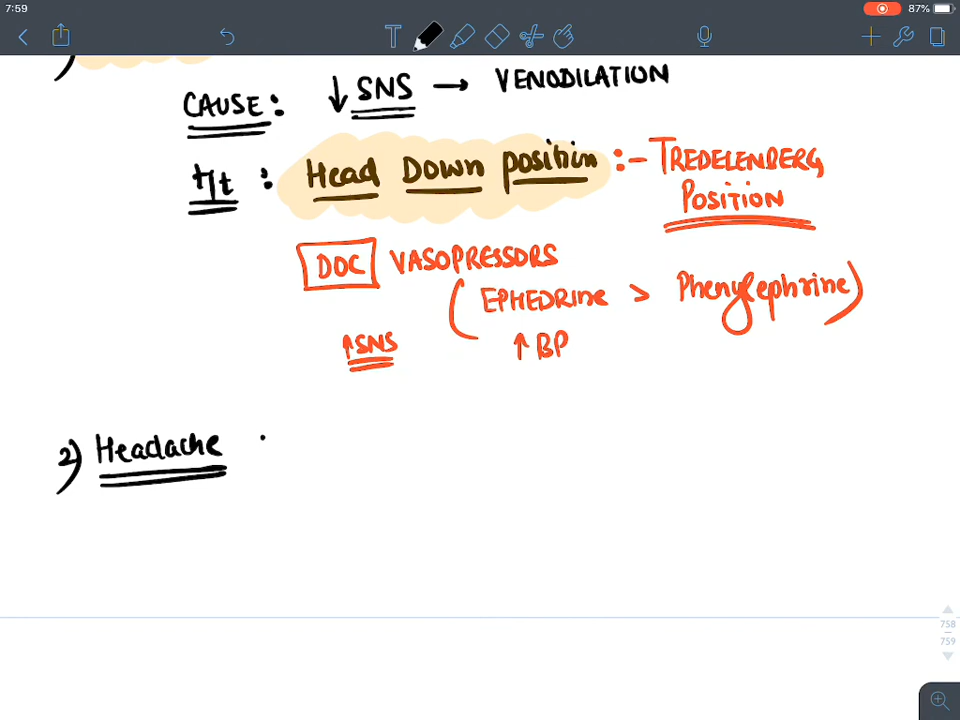 7:59
87%
T
CAUSE : ↓ SNS → VENODILATION
Head Down position :- TREDELENBERG
POSITION
DOC VASOPRESSORS
( EPHEDRINE > Phenylephrine )
↑SNS ↑ BP
2) Headache
758
759